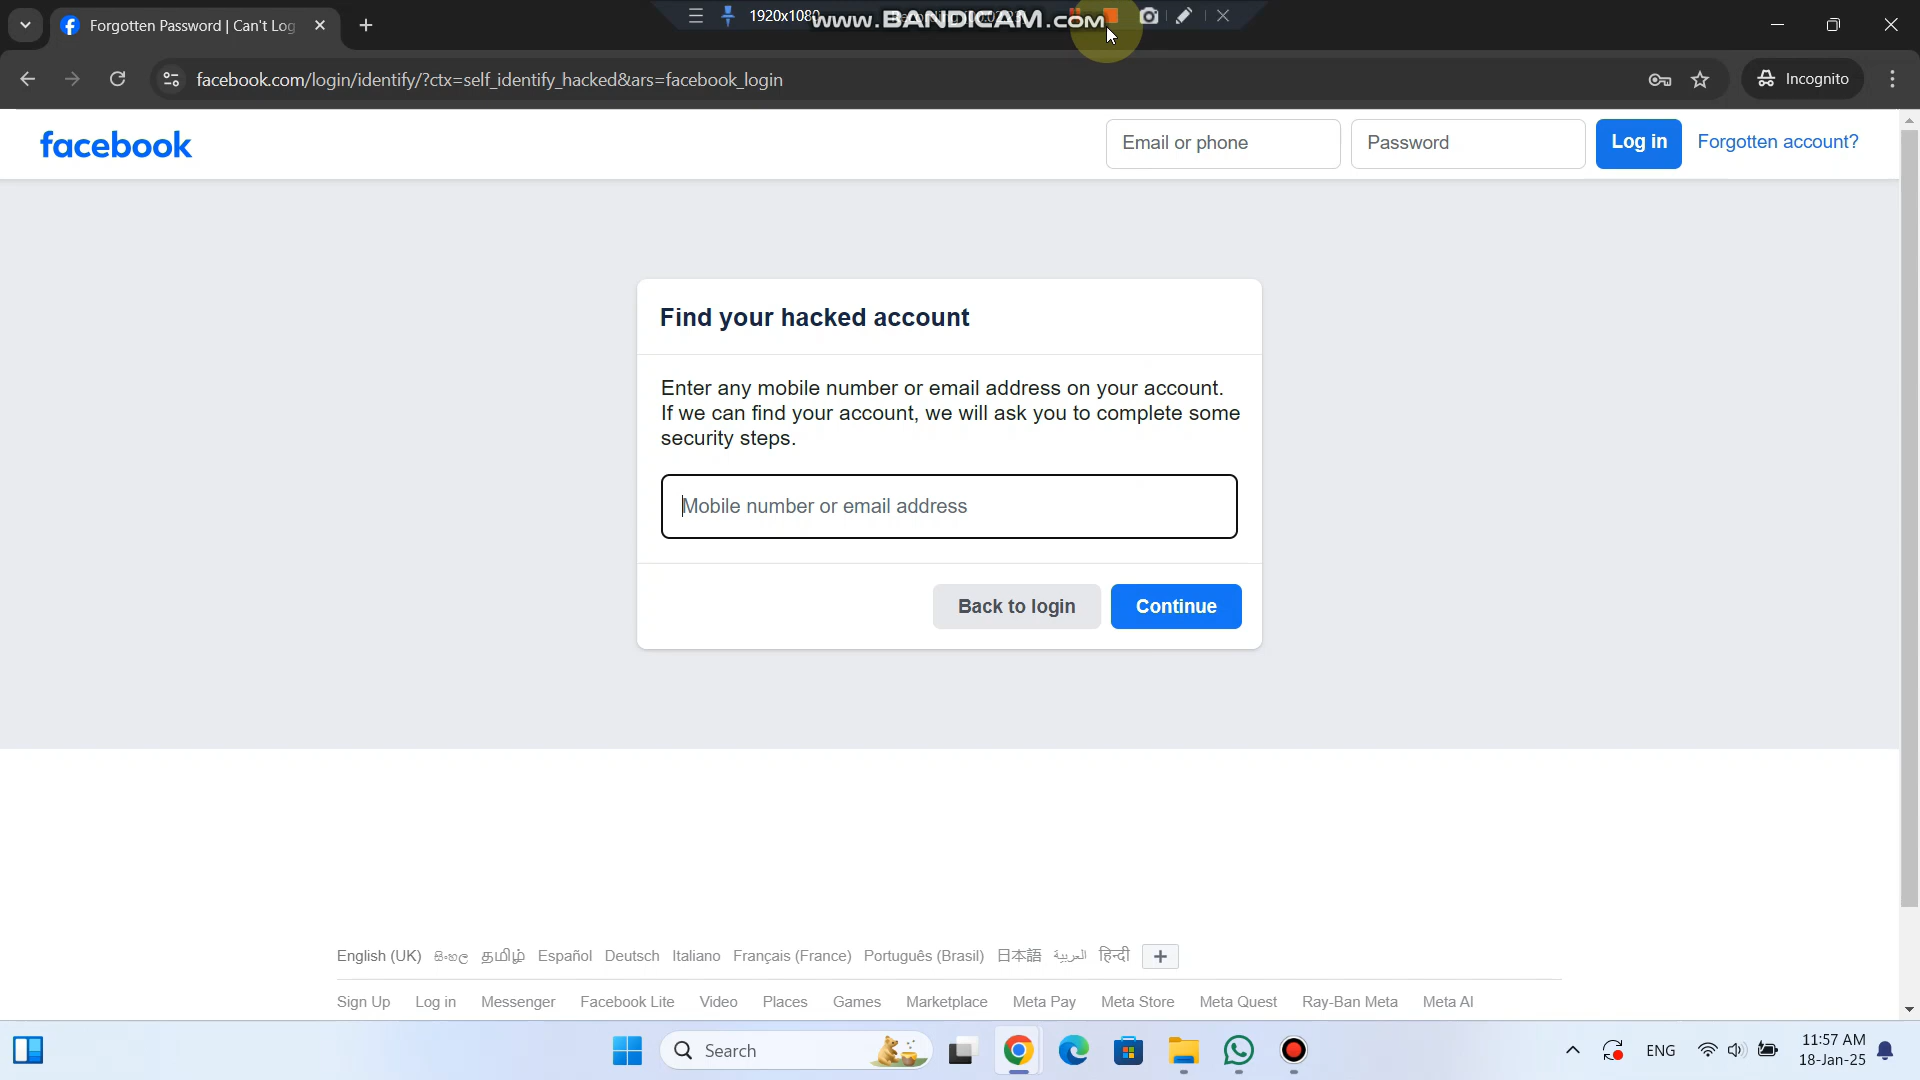 Forgotten Password | Can't Log
1920x1080
www.BANDICAM.com
facebook.com/login/identify/?ctx=self_identify_hacked&ars=facebook_login
Incognito
facebook
Email or phone
Password
Log in
Forgotten account?
Find your hacked account
Enter any mobile number or email address on your account.
If we can find your account, we will ask you to complete some
security steps.
Mobile number or email address
Back to login
Continue
English (UK) සිංහල தமிழ் Español Deutsch Italiano Français (France) Português (Brasil) 日本語 العربية हिन्दी +
Sign Up Log in Messenger Facebook Lite Video Places Games Marketplace Meta Pay Meta Store Meta Quest Ray-Ban Meta Meta AI
Search
ENG
11:57 AM
18-Jan-25